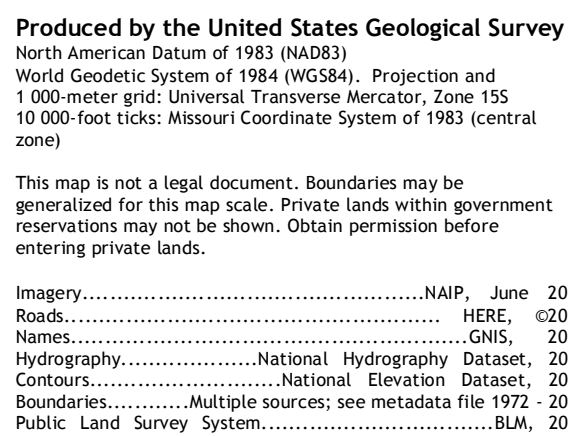 Produced by the United States Geological Survey
North American Datum of 1983 (NAD83)
World Geodetic System of 1984 (WGS84). Projection and
1 000-meter grid: Universal Transverse Mercator, Zone 15S
10 000-foot ticks: Missouri Coordinate System of 1983 (central
zone)
This map is not a legal document. Boundaries may be
generalized for this map scale. Private lands within government
reservations may not be shown. Obtain permission before
entering private lands.
Imagery..................................................NAIP, June 20
Roads....................................................... HERE, ©20
Names..........................................................GNIS, 20
Hydrography....................National Hydrography Dataset, 20
Contours............................National Elevation Dataset, 20
Boundaries............Multiple sources; see metadata file 1972 - 20
Public Land Survey System..................................BLM, 20